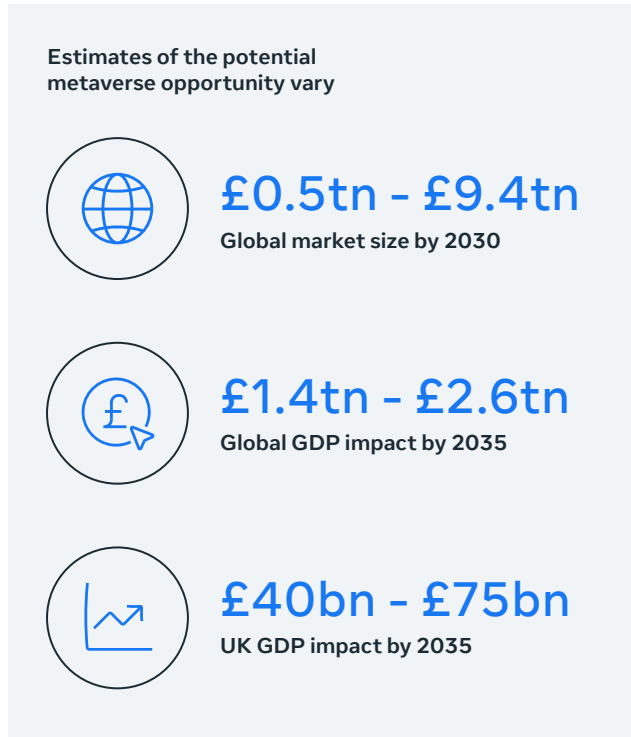 Estimates of the potential
metaverse opportunity vary
£0.5tn - £9.4tn
Global market size by 2030
£
£1.4tn - £2.6tn
Global GDP impact by 2035
£40bn - £75bn
UK GDP impact by 2035